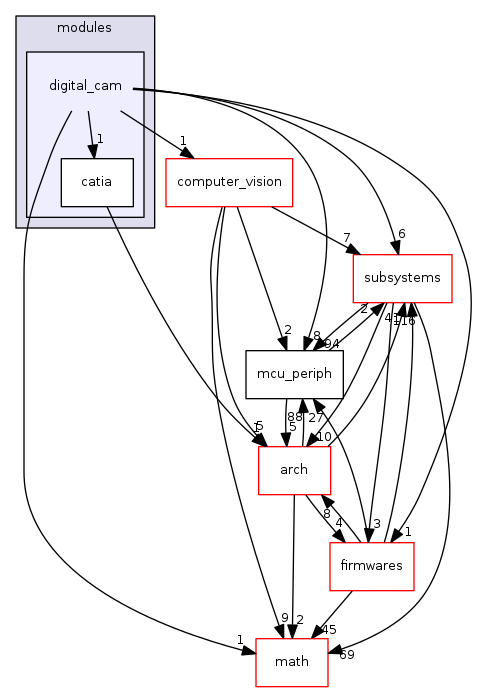 modules
digital_cam
1
1
catia
computer_vision
7
6
subsystems
2
8
94
2
41
116
mcu_periph
88
27
5
1
5
10
arch
8
4
3
1
firmwares
1
9
2
45
69
math